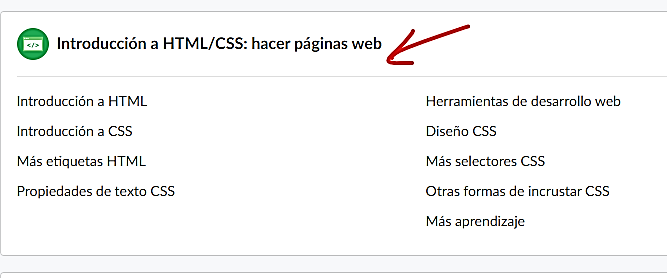 Introducción a HTML/CSS: hacer páginas web
Introducción a HTML
Introducción a CSS
Más etiquetas HTML
Propiedades de texto CSS
Herramientas de desarrollo web
Diseño CSS
Más selectores CSS
Otras formas de incrustar CSS
Más aprendizaje